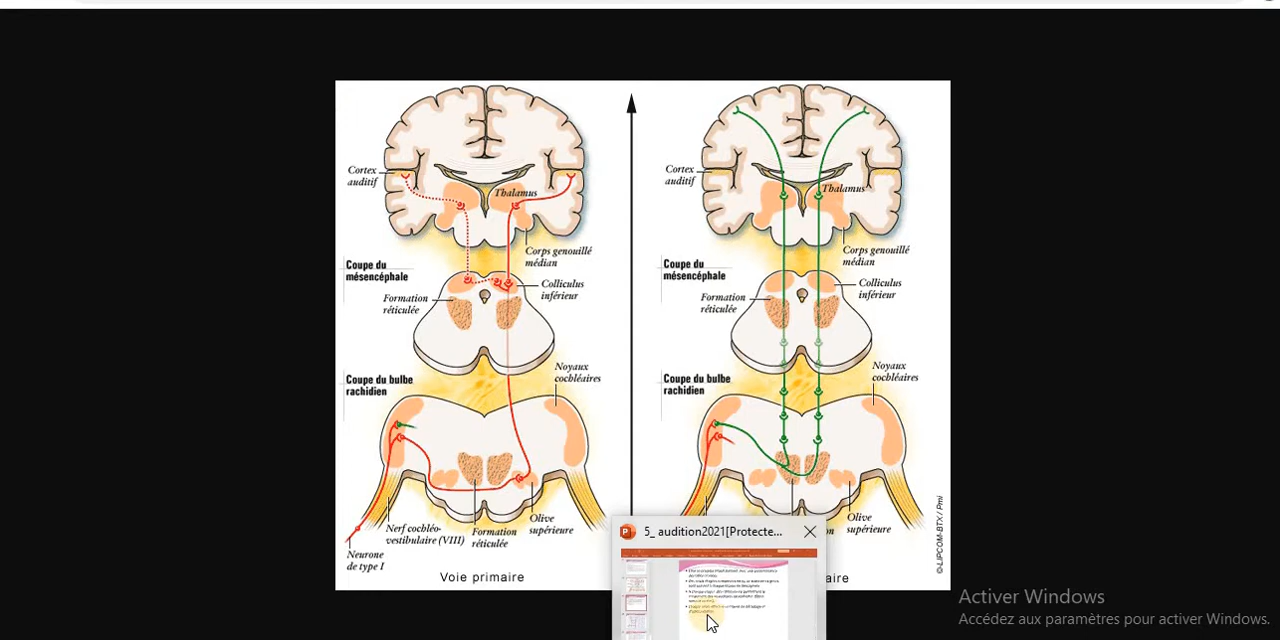 Cortex
auditif
Thalamus
Corps genouillé
médian
Coupe du
mésencéphale
Colliculus
inférieur
Formation
réticulée
Noyaux
cochléaires
Coupe du bulbe
rachidien
Nerf cochléo-
vestibulaire (VIII)
Formation
réticulée
Olive
supérieure
Neurone
de type I
Voie primaire
Cortex
auditif
Thalamus
Corps genouillé
médian
Coupe du
mésencéphale
Colliculus
inférieur
Formation
réticulée
Noyaux
cochléaires
Coupe du bulbe
rachidien
Olive
supérieure
©LIPCOM-BTX / Pmi
5_ audition2021[Protecte...
Activer Windows
Accédez aux paramètres pour activer Windows.